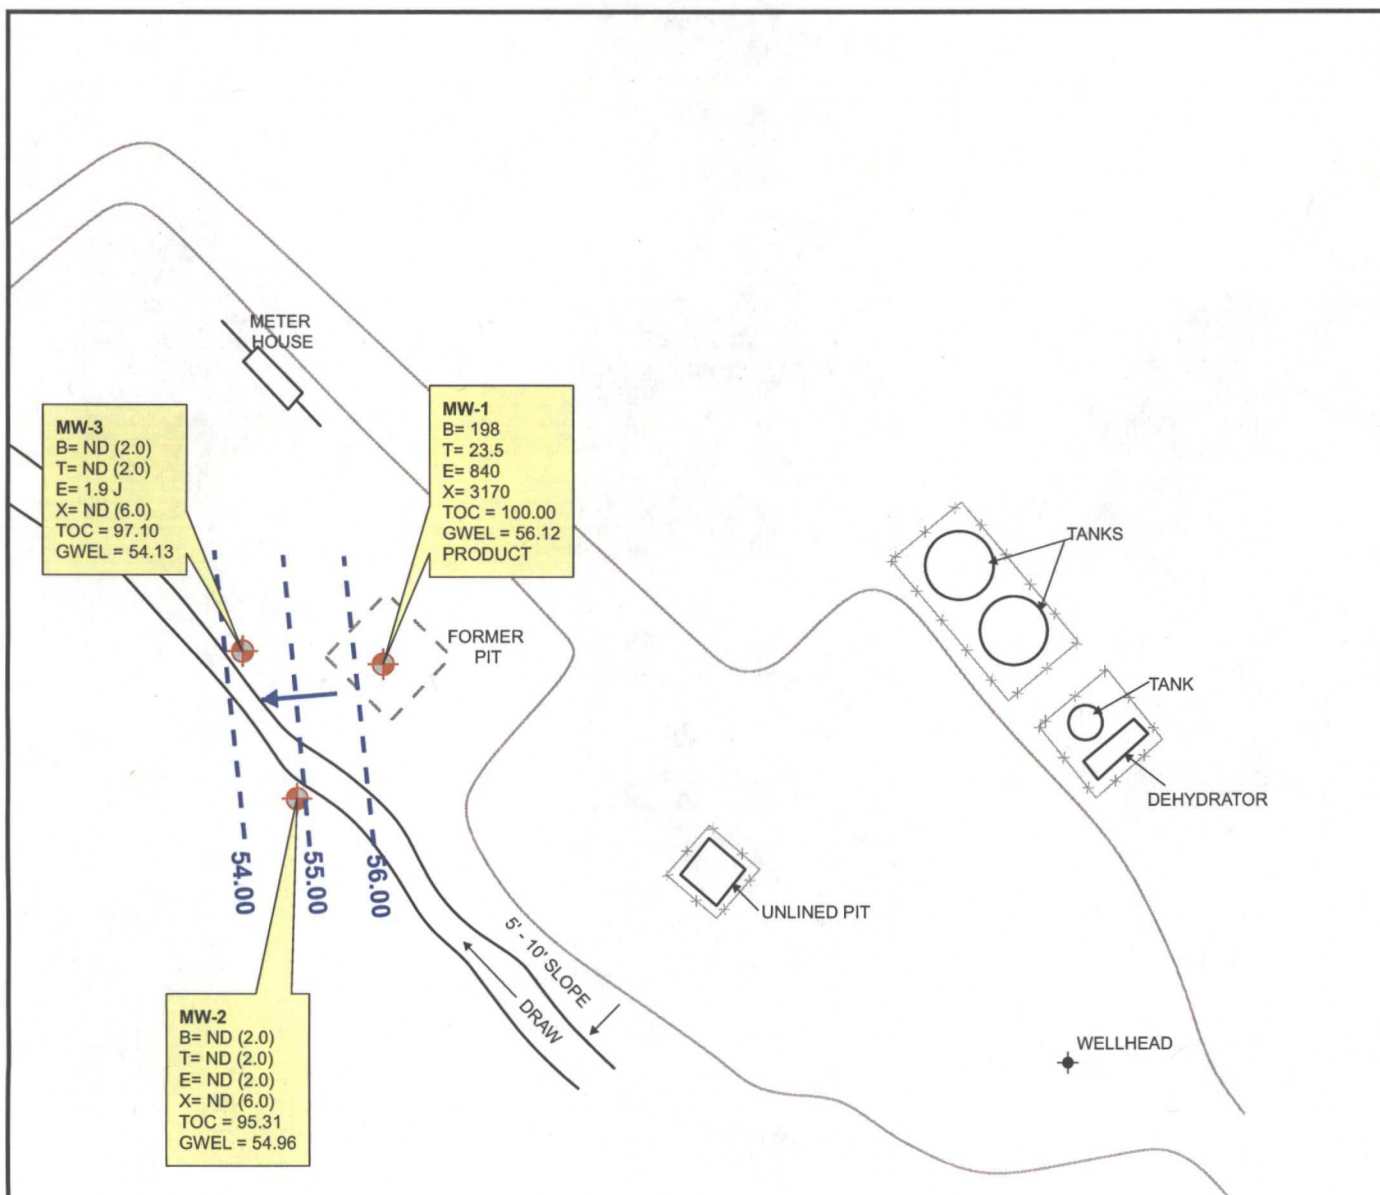 METER
HOUSE
MW-3
B= ND (2.0)
T= ND (2.0)
E= 1.9 J
X= ND (6.0)
TOC = 97.10
GWEL = 54.13
MW-1
B= 198
T= 23.5
E= 840
X= 3170
TOC = 100.00
GWEL = 56.12
PRODUCT
FORMER
PIT
TANKS
TANK
DEHYDRATOR
UNLINED PIT
54.00
55.00
56.00
5' - 10' SLOPE
DRAW
WELLHEAD
MW-2
B= ND (2.0)
T= ND (2.0)
E= ND (2.0)
X= ND (6.0)
TOC = 95.31
GWEL = 54.96